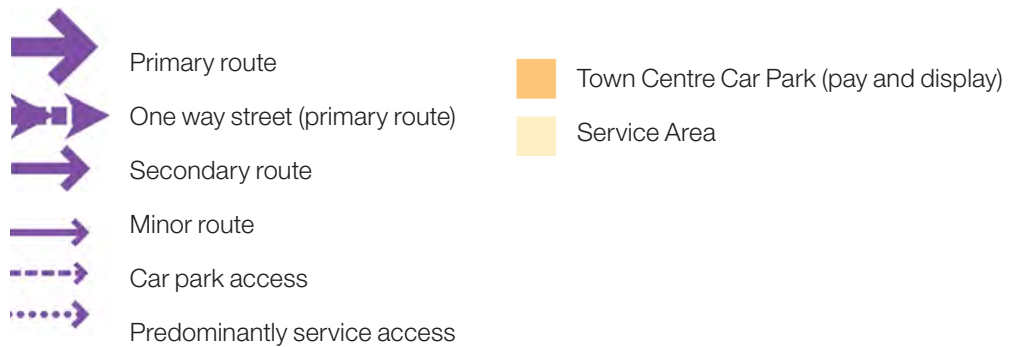 Primary route
One way street (primary route)
Secondary route
Minor route
Car park access
Predominantly service access
Town Centre Car Park (pay and display)
Service Area